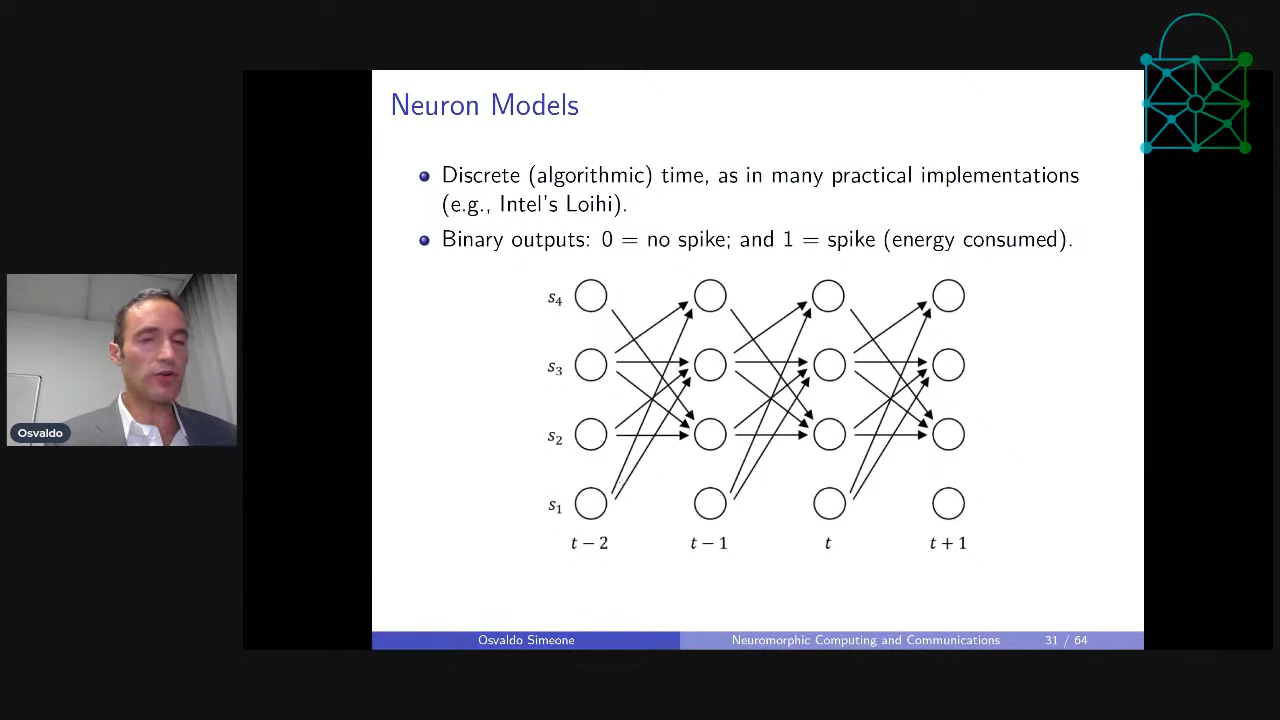 Neuron Models
Discrete (algorithmic) time, as in many practical implementations
(e.g., Intel's Loihi).
Binary outputs: 0 = no spike; and 1 = spike (energy consumed).
s₄
s₃
s₂
s₁
t − 2
t − 1
t
t + 1
Osvaldo
Osvaldo Simeone
Neuromorphic Computing and Communications
31 / 64